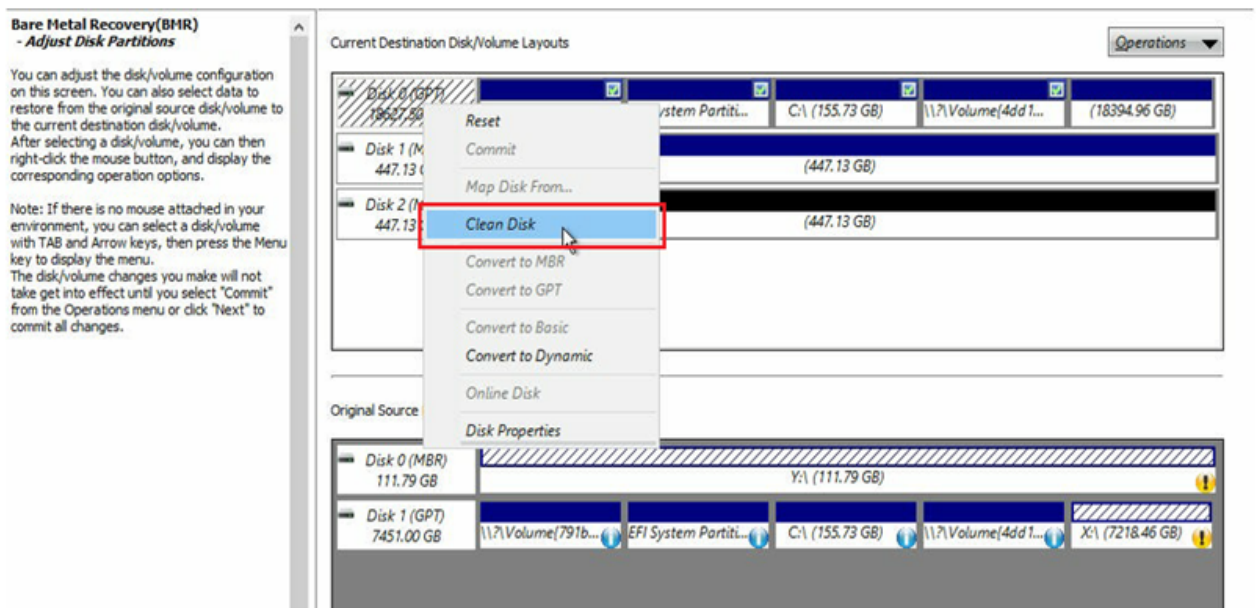 Bare Metal Recovery(BMR)
- Adjust Disk Partitions
You can adjust the disk/volume configuration
on this screen. You can also select data to
restore from the original source disk/volume to
the current destination disk/volume.
After selecting a disk/volume, you can then
right-click the mouse button, and display the
corresponding operation options.
Note: If there is no mouse attached in your
environment, you can select a disk/volume
with TAB and Arrow keys, then press the Menu
key to display the menu.
The disk/volume changes you make will not
take get into effect until you select "Commit"
from the Operations menu or click "Next" to
commit all changes.
Current Destination Disk/Volume Layouts
Operations
Disk 0 (GPT)
ystem Partiti...
C:\ (155.73 GB)
\\?\Volume{4dd1...
(18394.96 GB)
Disk 1 (M
447.13
(447.13 GB)
Disk 2
447.13
(447.13 GB)
Reset
Commit
Map Disk From...
Clean Disk
Convert to MBR
Convert to GPT
Convert to Basic
Convert to Dynamic
Online Disk
Disk Properties
Original Source
Disk 0 (MBR)
111.79 GB
Y:\ (111.79 GB)
Disk 1 (GPT)
7451.00 GB
\\?\Volume{791b...
EFI System Partiti...
C:\ (155.73 GB)
\\?\Volume{4dd1...
X:\ (7218.46 GB)